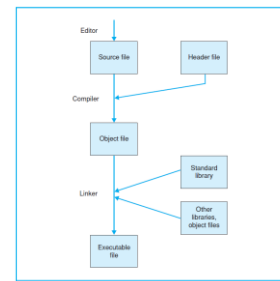 Editor
Source file
Header file
Compiler
Object file
Standard
library
Linker
Other
libraries,
object files
Executable
file